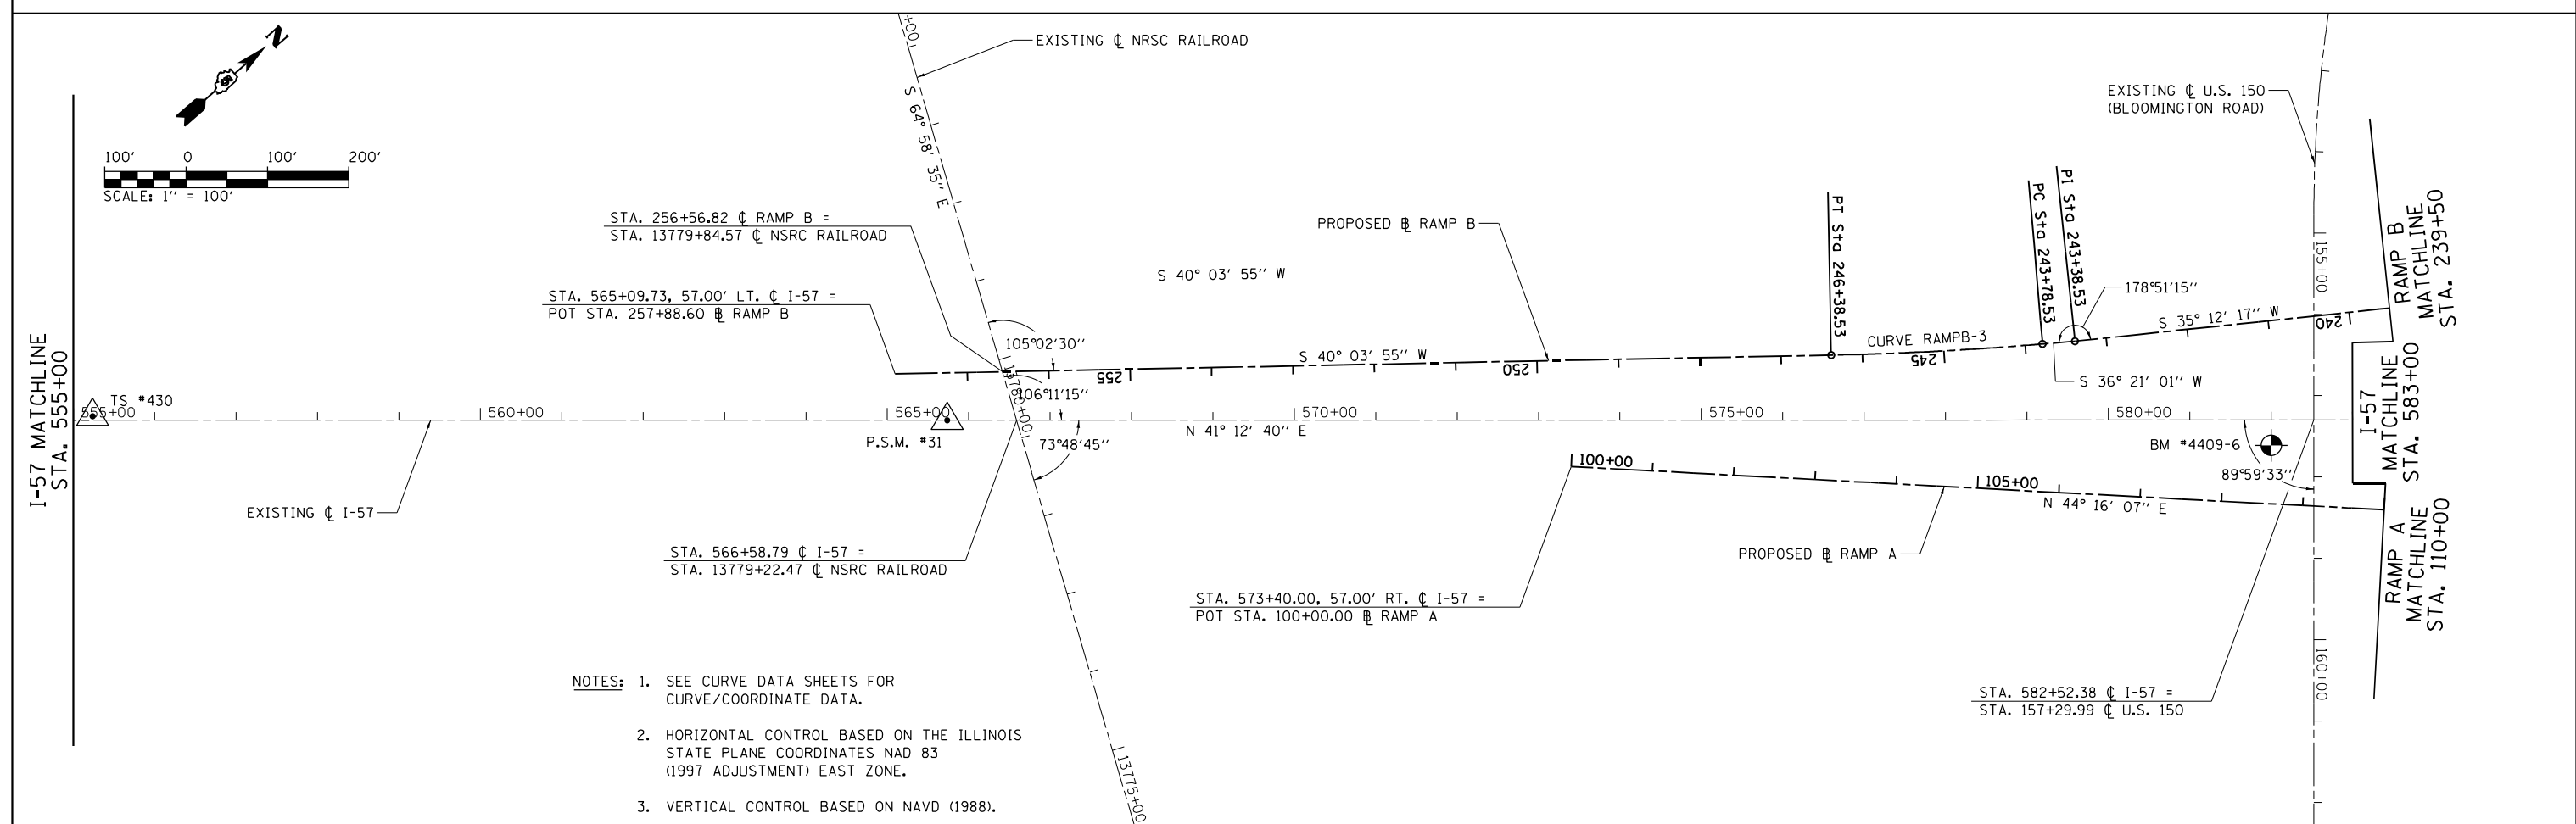 N
100' 0 100' 200'
SCALE: 1" = 100'
+00
EXISTING ℄ NRSC RAILROAD
S 64° 58' 35" E
EXISTING ℄ U.S. 150
(BLOOMINGTON ROAD)
STA. 256+56.82 ℄ RAMP B =
STA. 13779+84.57 ℄ NSRC RAILROAD
STA. 565+09.73, 57.00' LT. ℄ I-57 =
POT STA. 257+88.60 BL RAMP B
PROPOSED BL RAMP B
S 40° 03' 55" W
PT Sta 246+38.53
PC Sta 243+78.53
PI Sta 243+38.53
178°51'15"
155+00
RAMP B
MATCHLINE
STA. 239+50
105°02'30"
S 40° 03' 55" W
CURVE RAMPB-3
S 35° 12' 17" W
240
245
250
255
S 36° 21' 01" W
106°11'15"
13780+00
I-57 MATCHLINE
STA. 555+00
TS #430
555+00
560+00
565+00
570+00
575+00
580+00
I-57
MATCHLINE
STA. 583+00
P.S.M. #31
73°48'45"
N 41° 12' 40" E
BM #4409-6
89°59'33"
100+00
105+00
N 44° 16' 07" E
EXISTING ℄ I-57
STA. 566+58.79 ℄ I-57 =
STA. 13779+22.47 ℄ NSRC RAILROAD
PROPOSED BL RAMP A
RAMP A
MATCHLINE
STA. 110+00
STA. 573+40.00, 57.00' RT. ℄ I-57 =
POT STA. 100+00.00 BL RAMP A
160+00
STA. 582+52.38 ℄ I-57 =
STA. 157+29.99 ℄ U.S. 150
13775+00
NOTES: 1. SEE CURVE DATA SHEETS FOR
CURVE/COORDINATE DATA.
2. HORIZONTAL CONTROL BASED ON THE ILLINOIS
STATE PLANE COORDINATES NAD 83
(1997 ADJUSTMENT) EAST ZONE.
3. VERTICAL CONTROL BASED ON NAVD (1988).